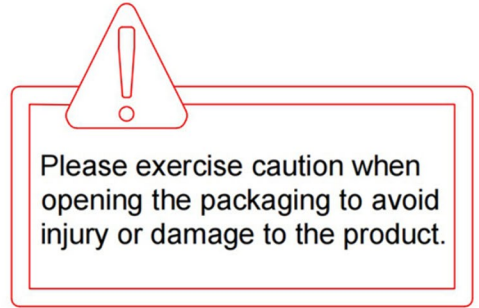 Please exercise caution when
opening the packaging to avoid
injury or damage to the product.